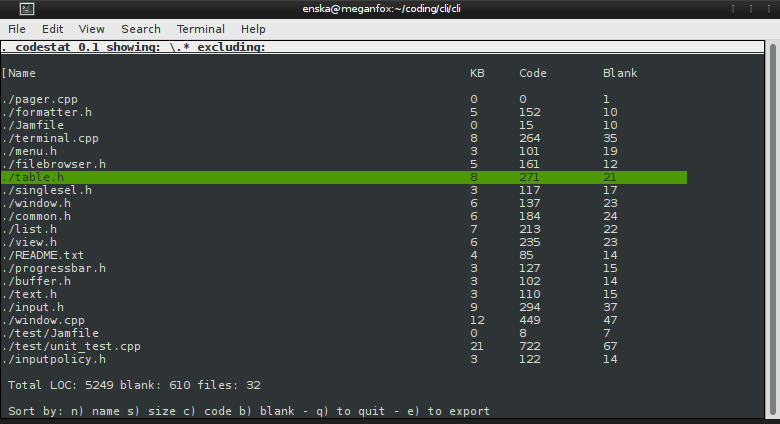 enska@meganfox:~/coding/cli/cli
File Edit View Search Terminal Help
. codestat 0.1 showing: \.* excluding:
[Name KB Code Blank
./pager.cpp 0 0 1
./formatter.h 5 152 10
./Jamfile 0 15 10
./terminal.cpp 8 264 35
./menu.h 3 101 19
./filebrowser.h 5 161 12
./table.h 8 271 21
./singlesel.h 3 117 17
./window.h 6 137 23
./common.h 6 184 24
./list.h 7 213 22
./view.h 6 235 23
./README.txt 4 85 14
./progressbar.h 3 127 15
./buffer.h 3 102 14
./text.h 3 110 15
./input.h 9 294 37
./window.cpp 12 449 47
./test/Jamfile 0 8 7
./test/unit_test.cpp 21 722 67
./inputpolicy.h 3 122 14
Total LOC: 5249 blank: 610 files: 32
Sort by: n) name s) size c) code b) blank - q) to quit - e) to export